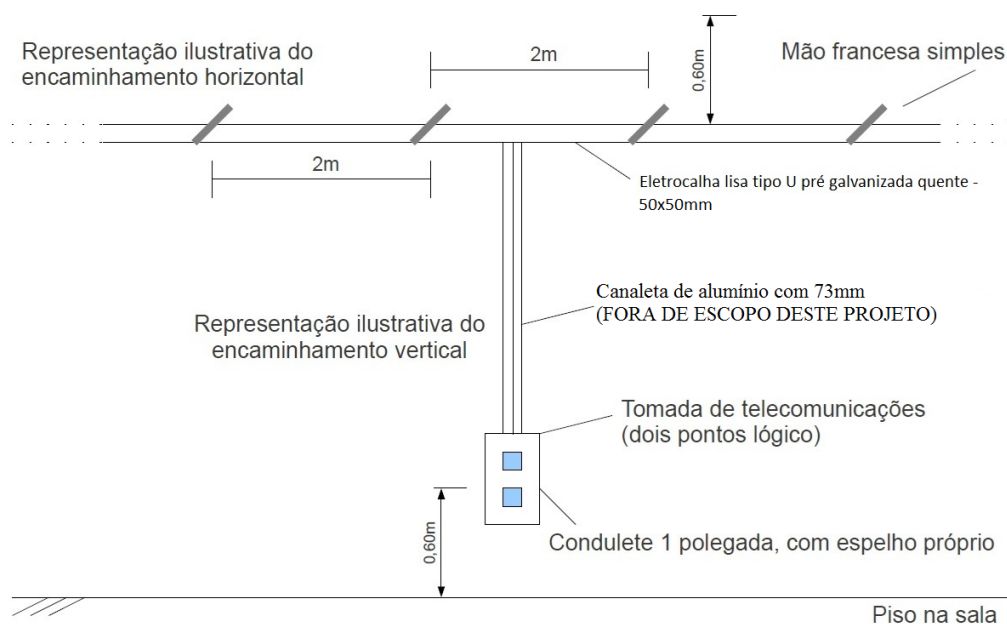 Representação ilustrativa do
encaminhamento horizontal
2m
0,60m
Mão francesa simples
2m
Eletrocalha lisa tipo U pré galvanizada quente -
50x50mm
Canaleta de alumínio com 73mm
(FORA DE ESCOPO DESTE PROJETO)
Representação ilustrativa do
encaminhamento vertical
Tomada de telecomunicações
(dois pontos lógico)
0,60m
Condulete 1 polegada, com espelho próprio
Piso na sala